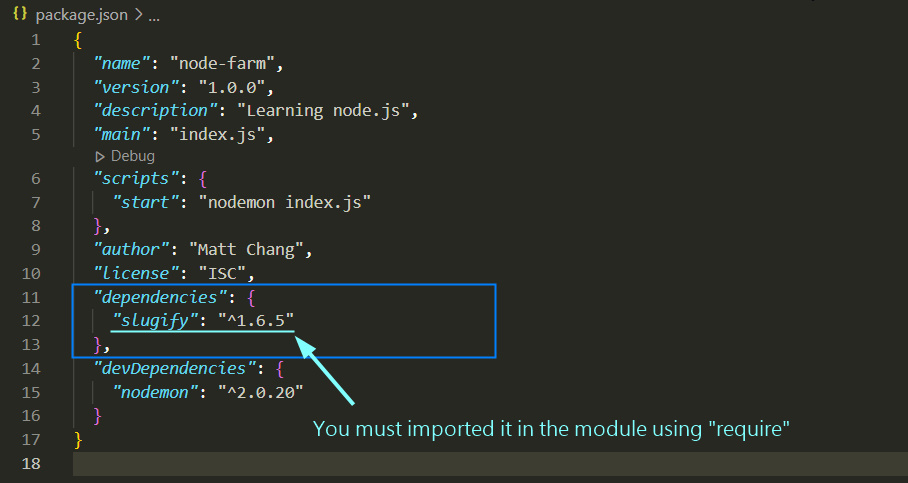 {} package.json > ...
1 {
2 "name": "node-farm",
3 "version": "1.0.0",
4 "description": "Learning node.js",
5 "main": "index.js",
Debug
6 "scripts": {
7 "start": "nodemon index.js"
8 },
9 "author": "Matt Chang",
10 "license": "ISC",
11 "dependencies": {
12 "slugify": "^1.6.5"
13 },
14 "devDependencies": {
15 "nodemon": "^2.0.20"
16 }
You must imported it in the module using "require"
17 }
18